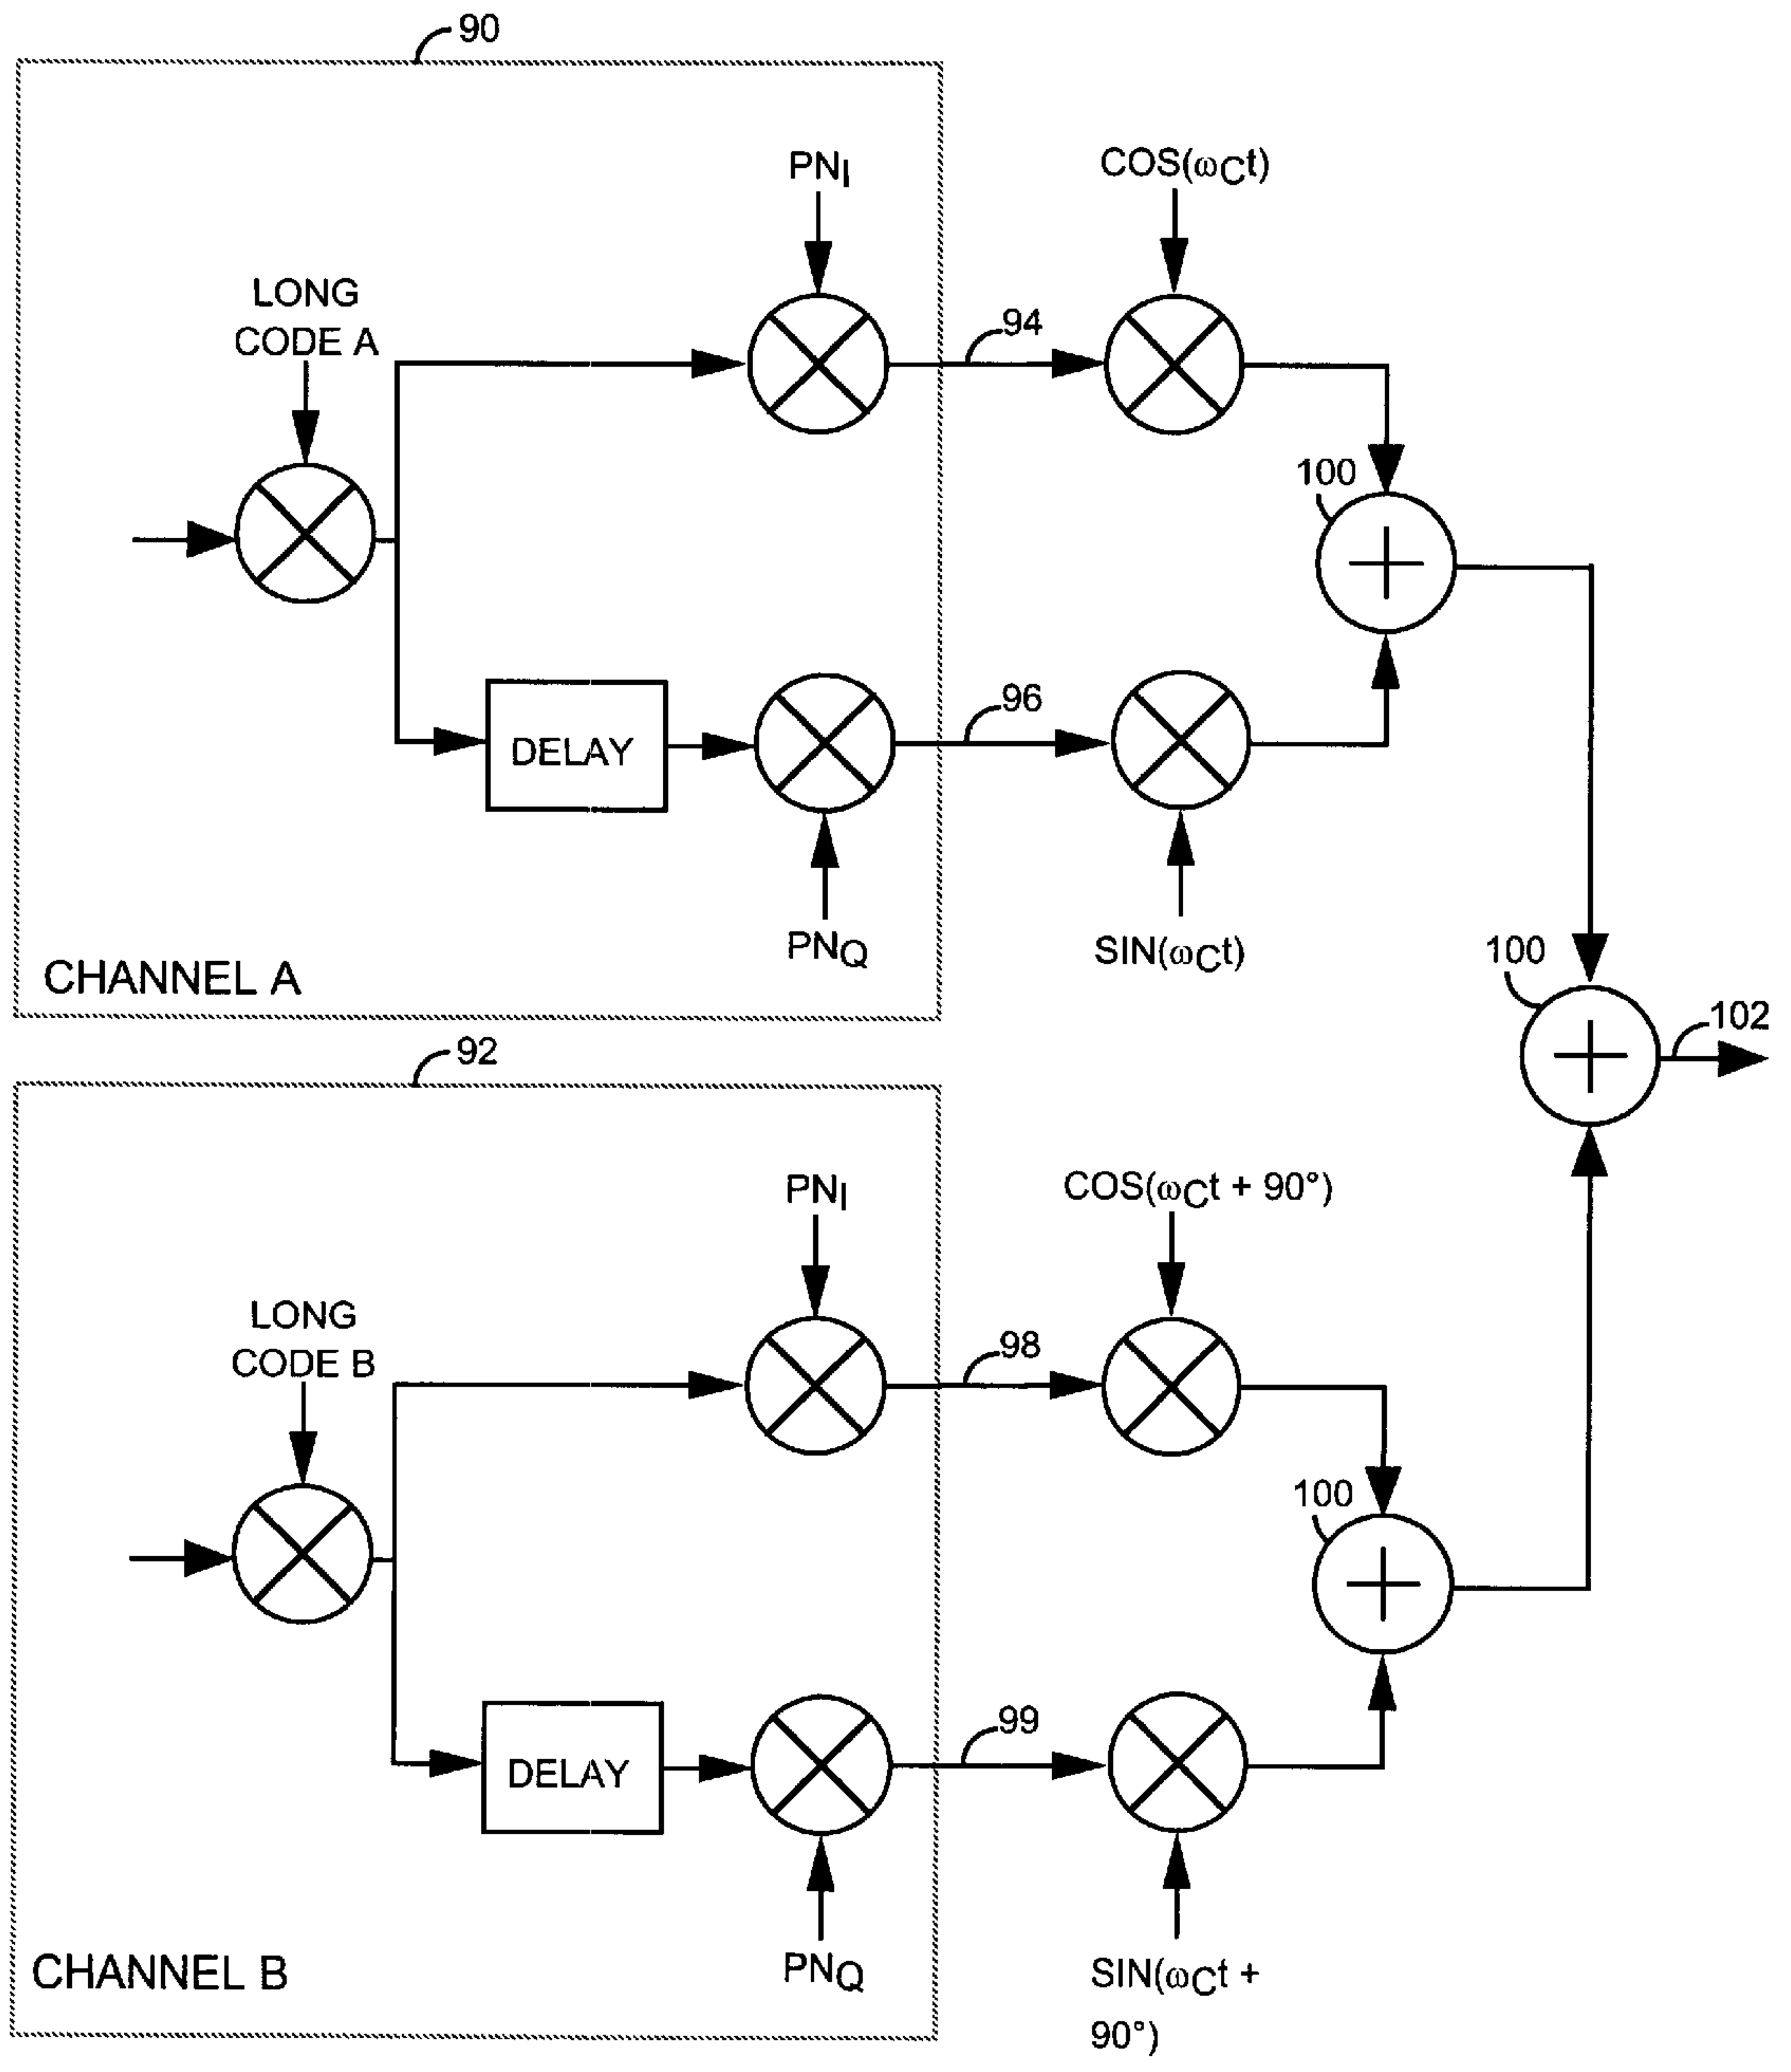 90
PNI
COS(ωCt)
LONG
CODE A
94
100
96
DELAY
PNQ
SIN(ωCt)
CHANNEL A
100
102
92
PNI
COS(ωCt + 90°)
LONG
CODE B
98
100
99
DELAY
PNQ
SIN(ωCt +
90°)
CHANNEL B